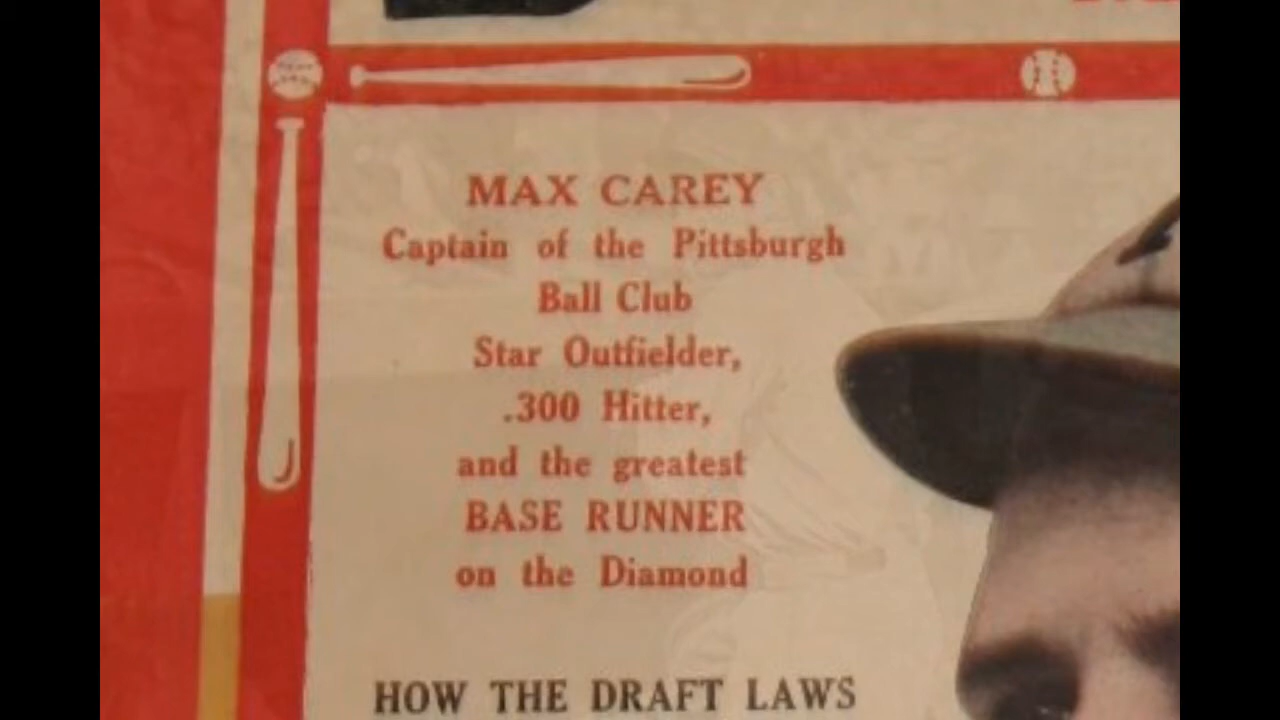 MAX CAREY
Captain of the Pittsburgh
Ball Club
Star Outfielder,
.300 Hitter,
and the greatest
BASE RUNNER
on the Diamond
HOW THE DRAFT LAWS